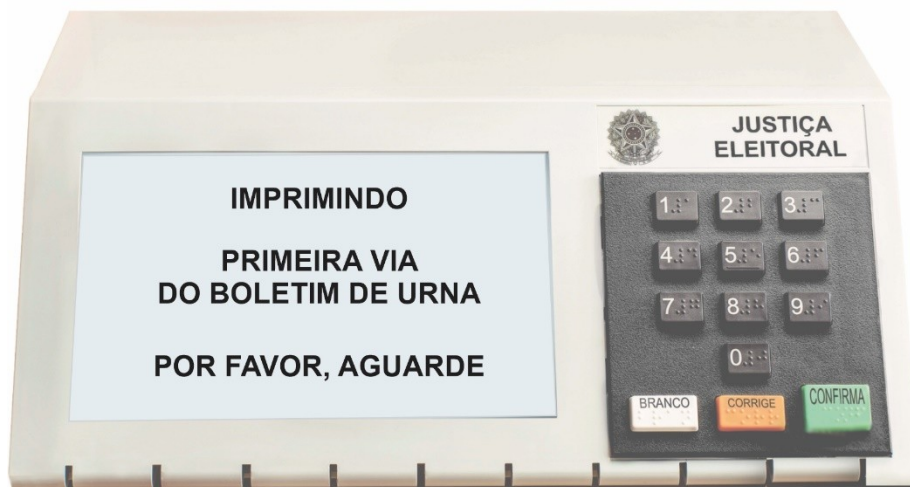 IMPRIMINDO
PRIMEIRA VIA
DO BOLETIM DE URNA
POR FAVOR, AGUARDE
JUSTIÇA
ELEITORAL
1 2 3
4 5 6
7 8 9
0
BRANCO CORRIGE CONFIRMA